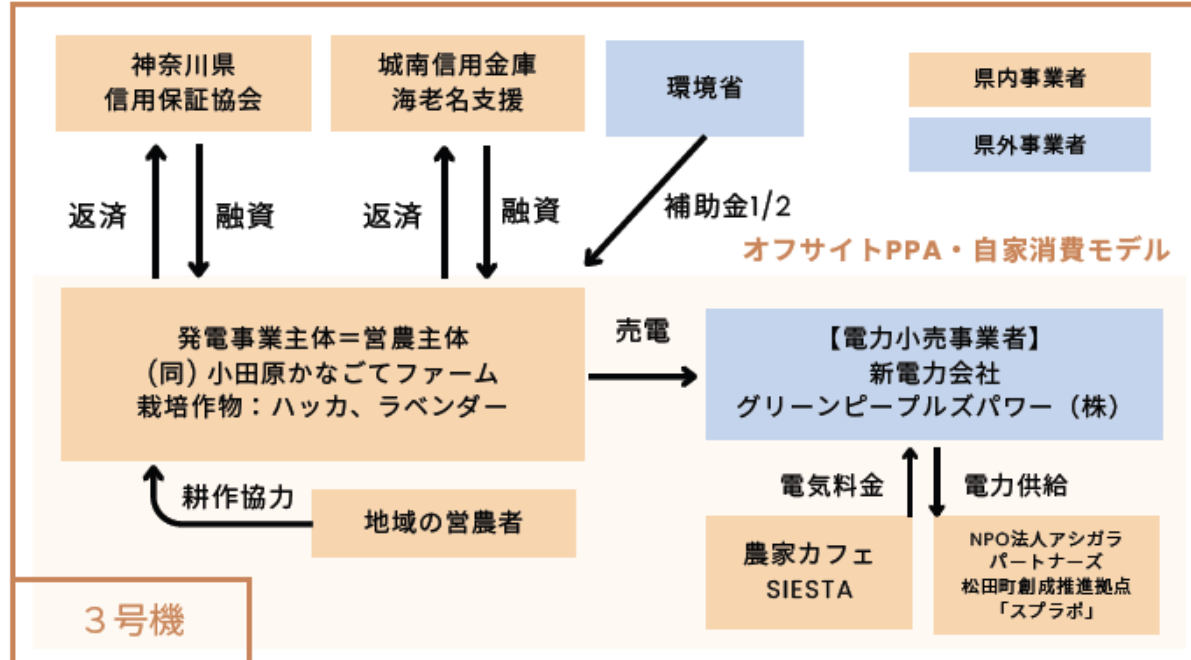 神奈川県
信用保証協会
城南信用金庫
海老名支援
環境省
県内事業者
県外事業者
返済
融資
返済
融資
補助金1/2
オフサイトPPA・自家消費モデル
発電事業主体＝営農主体
(同) 小田原かなごてファーム
栽培作物：ハッカ、ラベンダー
売電
【電力小売事業者】
新電力会社
グリーンピープルズパワー（株）
耕作協力
地域の営農者
電気料金
電力供給
農家カフェ
SIESTA
NPO法人アシガラ
パートナーズ
松田町創成推進拠点
「スプラポ」
３号機